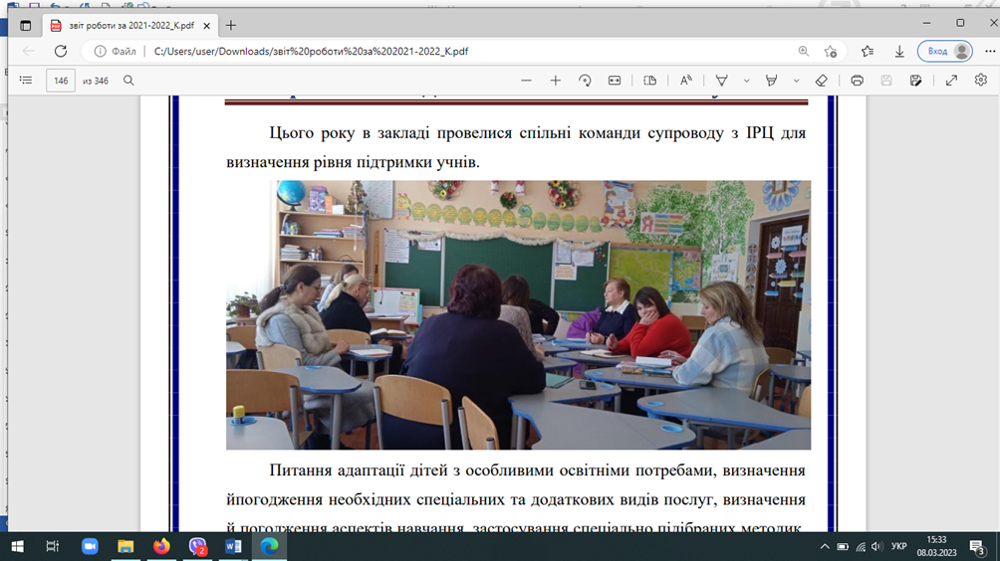 звіт роботи за 2021-2022_К.pdf
Файл
C:/Users/user/Downloads/звіт%20роботи%20за%202021-2022_К.pdf
Вход
146 из 346
Цього року в закладі провелися спільні команди супроводу з ІРЦ для
визначення рівня підтримки учнів.
Питання адаптації дітей з особливими освітніми потребами, визначення
йпогодження необхідних спеціальних та додаткових видів послуг, визначення
й погодження аспектів навчання, застосування спеціально підібраних методик,
2
УКР
15:33
08.03.2023
3